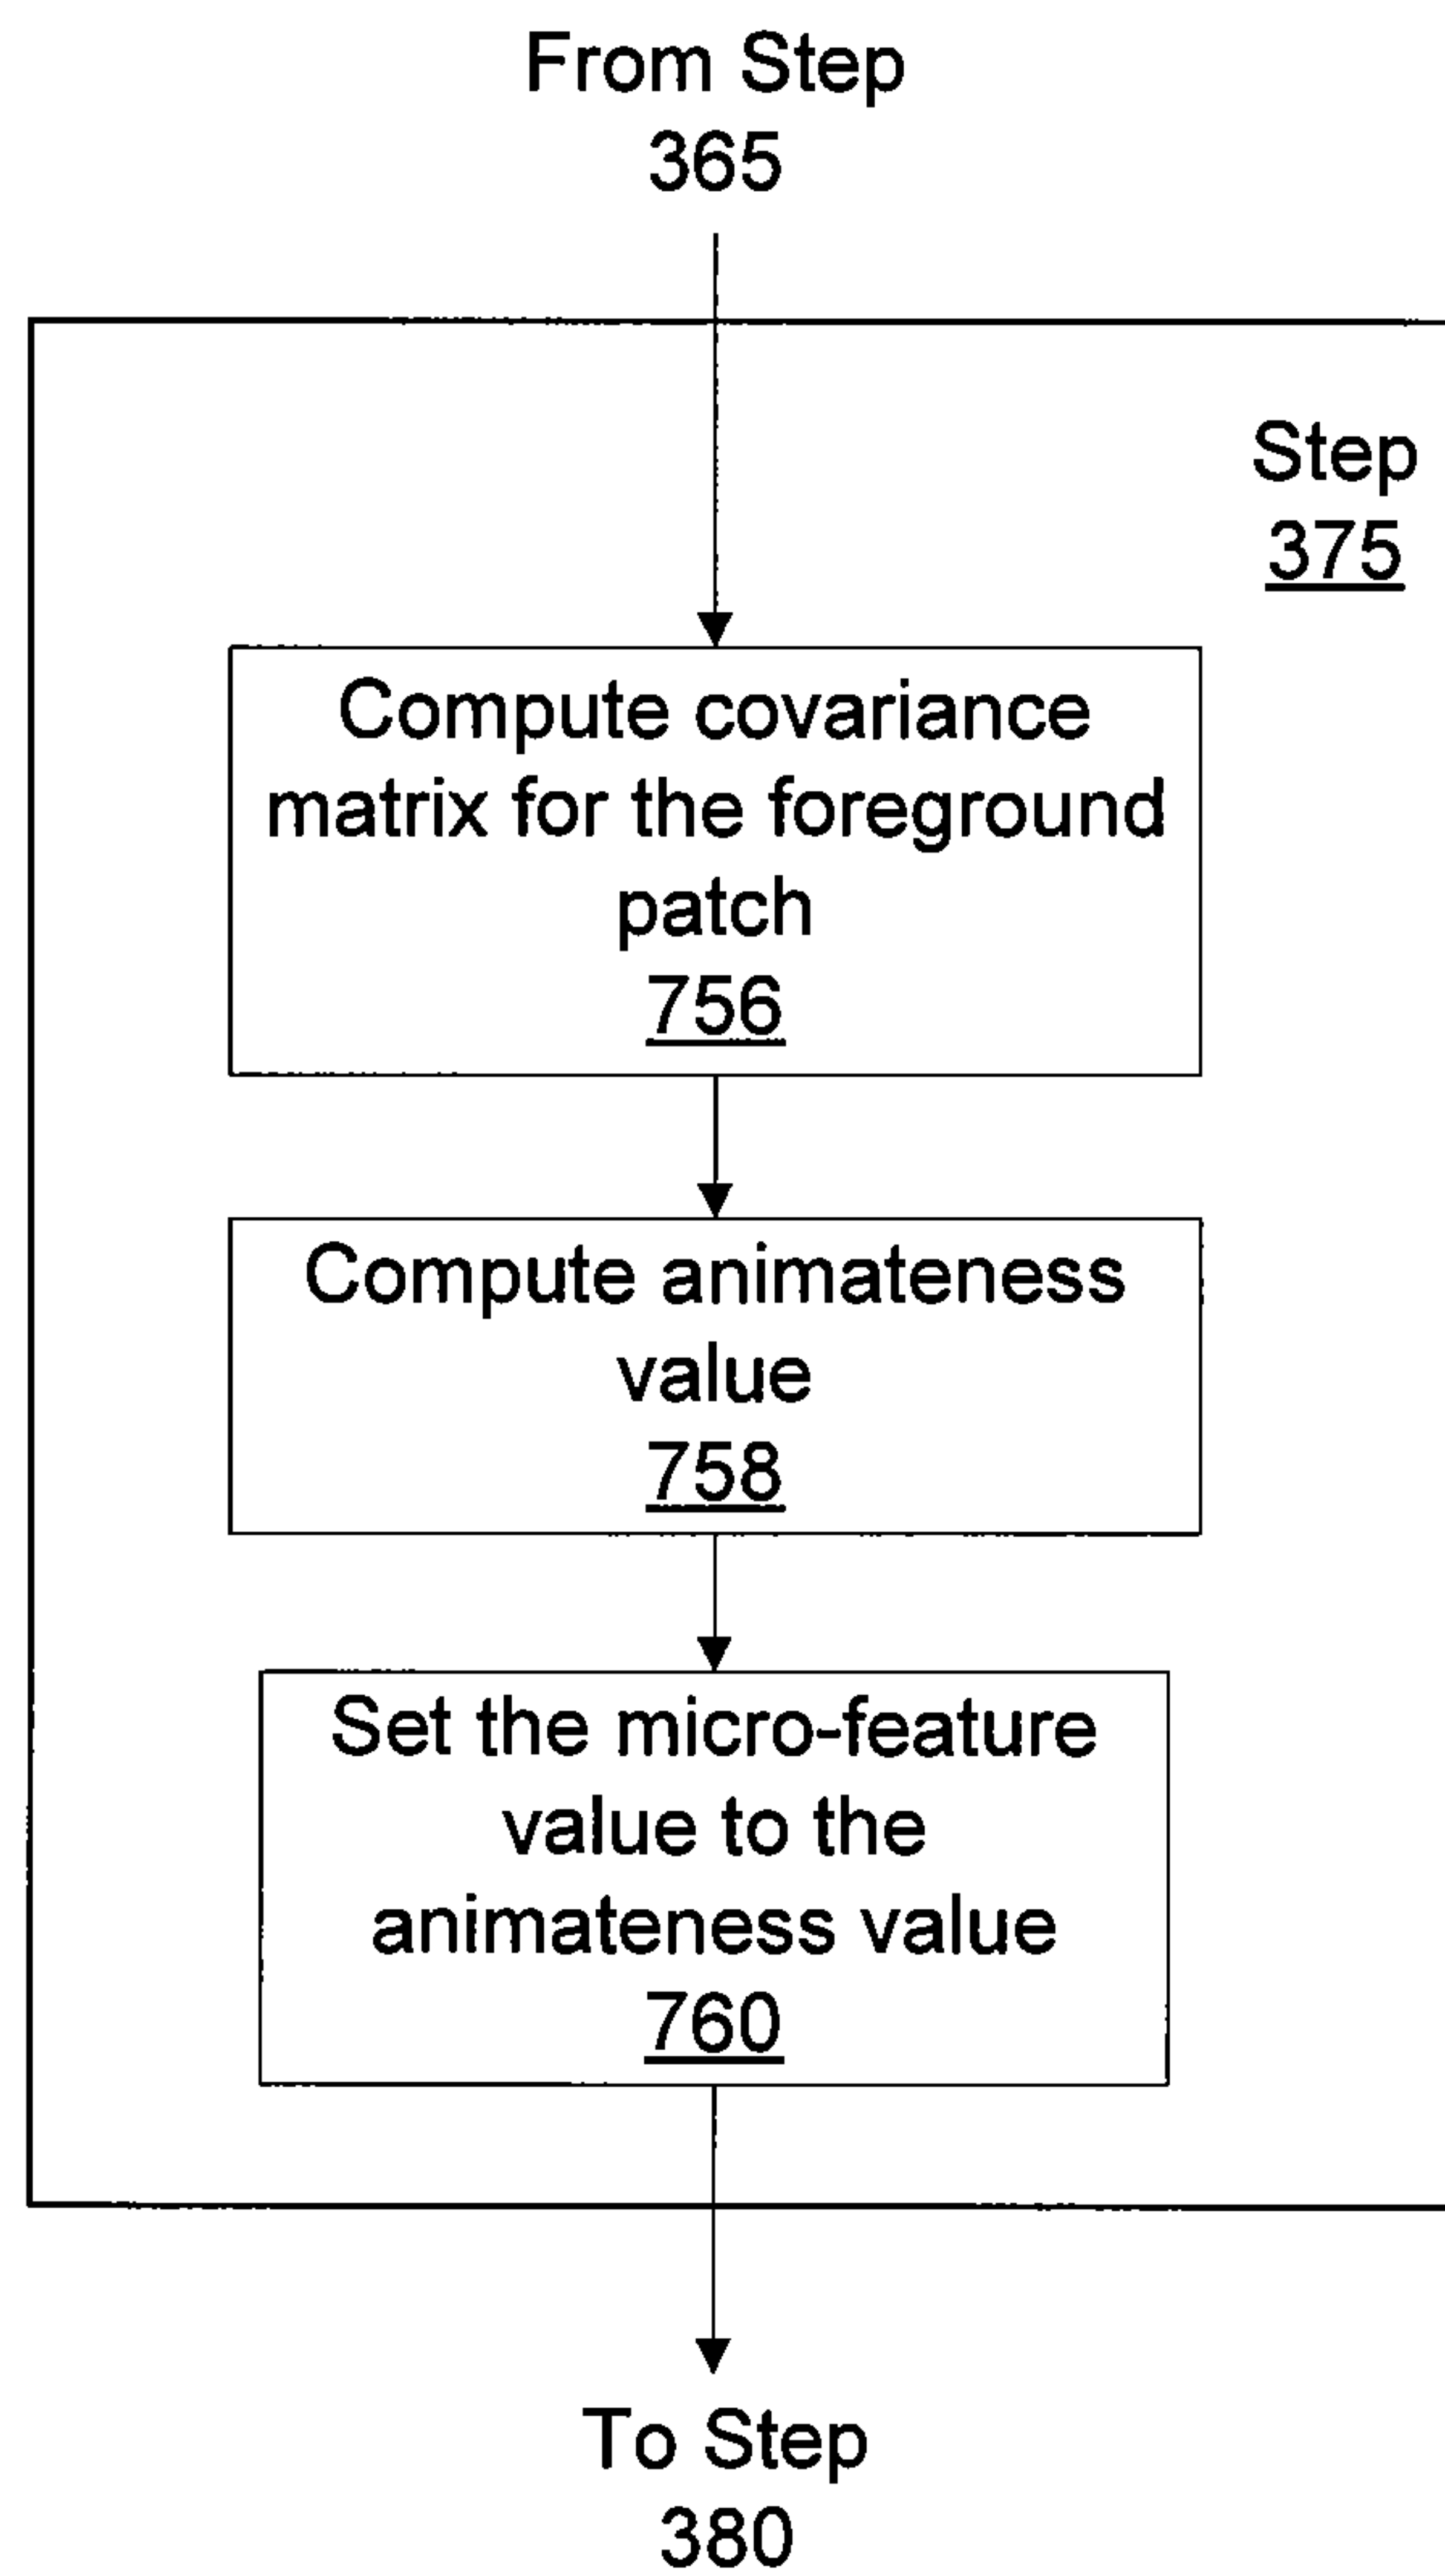 From Step
365
Step
375
Compute covariance
matrix for the foreground
patch
756
Compute animateness
value
758
Set the micro-feature
value to the
animateness value
760
To Step
380